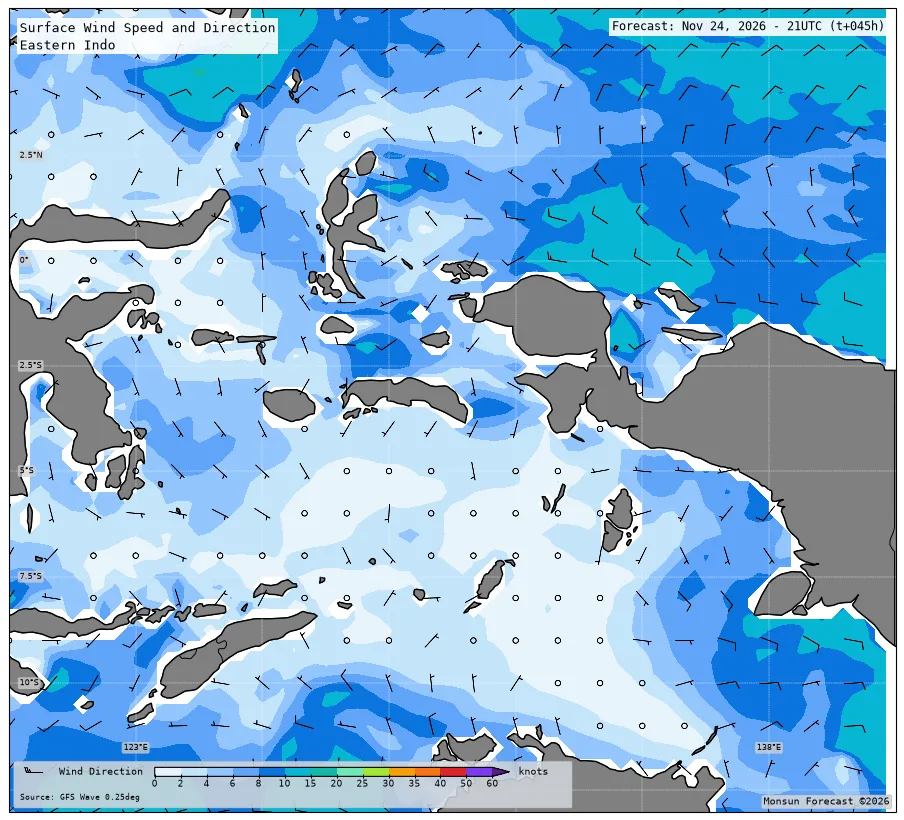 Surface Wind Speed and Direction
Eastern Indo
Forecast: Nov 24, 2026 - 21UTC (t+045h)
2.5°N
0°
2.5°S
5°S
7.5°S
10°S
123°E
138°E
Wind Direction
knots
0 2 4 6 8 10 15 20 25 30 35 40 50 60
Source: GFS Wave 0.25deg
Monsun Forecast ©2026